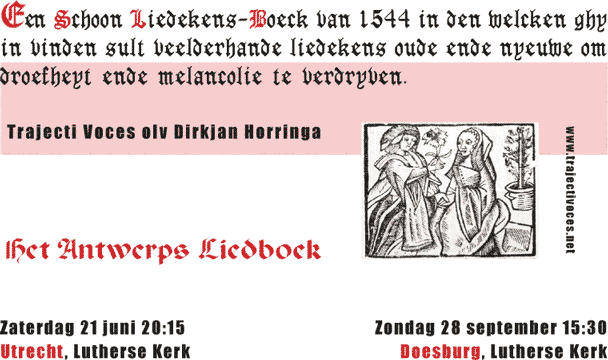 Een Schoon Liedekens-Boeck van 1544 in den welcken ghy
in vinden sult veelderhande liedekens oude ende nyeuwe om
droefheyt ende melancolie te verdryven.
Trajecti Voces olv Dirkjan Horringa
www.trajectivoces.net
Het Antwerps Liedboek
Zaterdag 21 juni 20:15
Utrecht, Lutherse Kerk
Zondag 28 september 15:30
Doesburg, Lutherse Kerk